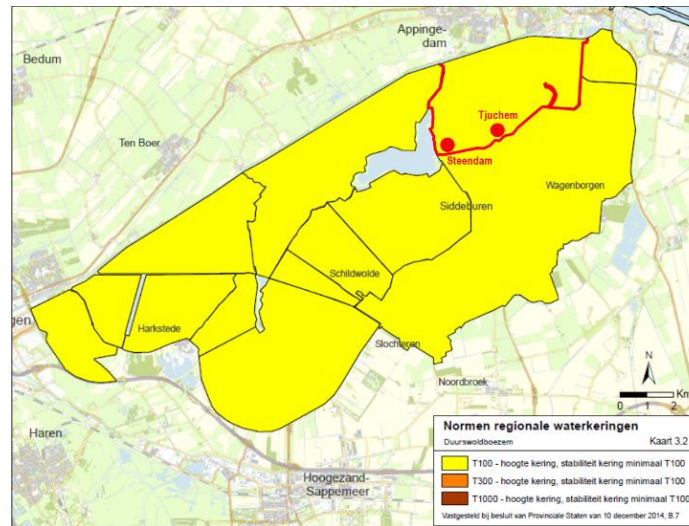 Appinge-
dam
Bedum
Tjuchem
Ten Boer
Steendam
Wagenborgen
Siddeburen
Schildwolde
gen
Harkstede
Slochteren
N
Noordbroek
0 1 2 Km
Haren
Hoogezand-
Sappemeer
Normen regionale waterkeringen
Duurswoldboezem Kaart 3.2
T100 - hoogte kering, stabiliteit kering minimaal T100
T300 - hoogte kering, stabiliteit kering minimaal T100
T1000 - hoogte kering, stabiliteit kering minimaal T100
Vastgesteld bij besluit van Provinciale Staten van 10 december 2014, B.7